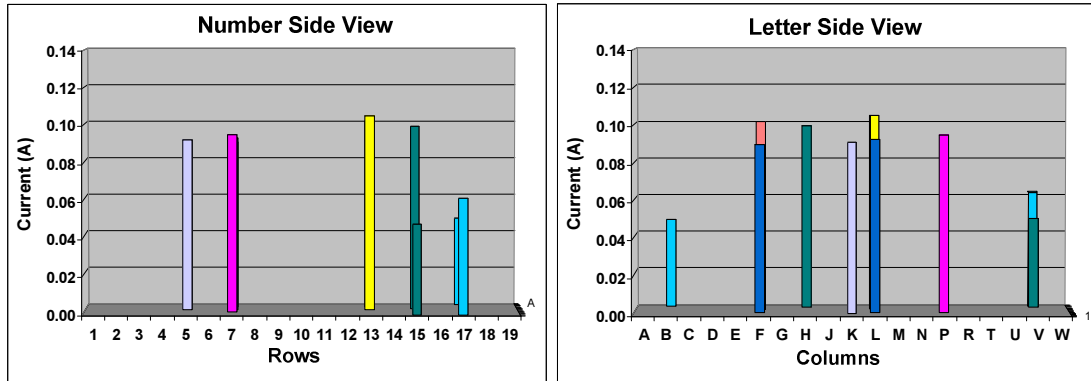 Number Side View
Current (A)
0.14
0.12
0.10
0.08
0.06
0.04
0.02
0.00
1 2 3 4 5 6 7 8 9 10 11 12 13 14 15 16 17 18 19
A
Rows
Letter Side View
Current (A)
0.14
0.12
0.10
0.08
0.06
0.04
0.02
0.00
A B C D E F G H J K L M N P R T U V W
1
Columns